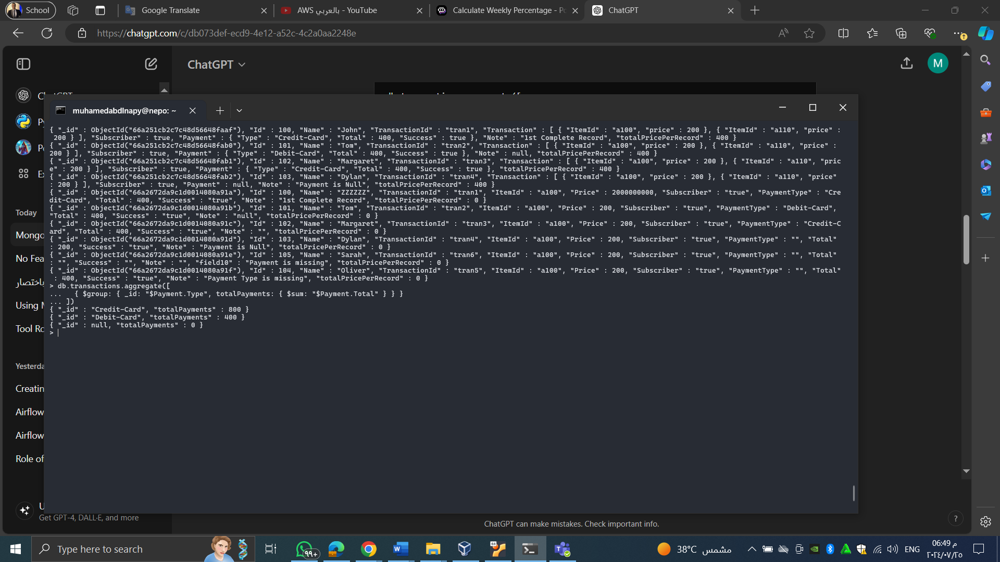 School
Google Translate
AWS بالعربي - YouTube
Calculate Weekly Percentage - Po
ChatGPT
https://chatgpt.com/c/db073def-ecd9-4e12-a52c-4c2a0aa2248e
ChatGPT
M
muhamedabdlnapy@nepo: ~
{ "_id" : ObjectId("66a251cb2c7c48d56648faaf"), "Id" : 100, "Name" : "John", "TransactionId" : "tran1", "Transaction" : [ { "ItemId" : "a100", "price" : 200 }, { "ItemId" : "a110", "price" :
200 } ], "Subscriber" : true, "Payment" : { "Type" : "Credit-Card", "Total" : 400, "Success" : true }, "Note" : "1st Complete Record", "totalPricePerRecord" : 400 }
{ "_id" : ObjectId("66a251cb2c7c48d56648fab0"), "Id" : 101, "Name" : "Tom", "TransactionId" : "tran2", "Transaction" : [ { "ItemId" : "a100", "price" : 200 }, { "ItemId" : "a110", "price" :
200 } ], "Subscriber" : true, "Payment" : { "Type" : "Debit-Card", "Total" : 400, "Success" : true }, "Note" : null, "totalPricePerRecord" : 400 }
{ "_id" : ObjectId("66a251cb2c7c48d56648fab1"), "Id" : 102, "Name" : "Margaret", "TransactionId" : "tran3", "Transaction" : [ { "ItemId" : "a100", "price" : 200 }, { "ItemId" : "a110", "pric
e" : 200 } ], "Subscriber" : true, "Payment" : { "Type" : "Credit-Card", "Total" : 400, "Success" : true }, "totalPricePerRecord" : 400 }
{ "_id" : ObjectId("66a251cb2c7c48d56648fab2"), "Id" : 103, "Name" : "Dylan", "TransactionId" : "tran4", "Transaction" : [ { "ItemId" : "a100", "price" : 200 }, { "ItemId" : "a110", "price"
: 200 } ], "Subscriber" : true, "Payment" : null, "Note" : "Payment is Null", "totalPricePerRecord" : 400 }
{ "_id" : ObjectId("66a2672da9c1d0014080a91a"), "Id" : 100, "Name" : "ZZZZZZ", "TransactionId" : "tran1", "ItemId" : "a100", "Price" : 2000000000, "Subscriber" : "true", "PaymentType" : "Cre
dit-Card", "Total" : 400, "Success" : "true", "Note" : "1st Complete Record", "totalPricePerRecord" : 0 }
{ "_id" : ObjectId("66a2672da9c1d0014080a91b"), "Id" : 101, "Name" : "Tom", "TransactionId" : "tran2", "ItemId" : "a100", "Price" : 200, "Subscriber" : "true", "PaymentType" : "Debit-Card",
"Total" : 400, "Success" : "true", "Note" : "null", "totalPricePerRecord" : 0 }
{ "_id" : ObjectId("66a2672da9c1d0014080a91c"), "Id" : 102, "Name" : "Margaret", "TransactionId" : "tran3", "ItemId" : "a100", "Price" : 200, "Subscriber" : "true", "PaymentType" : "Credit-C
ard", "Total" : 400, "Success" : "true", "Note" : "", "totalPricePerRecord" : 0 }
{ "_id" : ObjectId("66a2672da9c1d0014080a91d"), "Id" : 103, "Name" : "Dylan", "TransactionId" : "tran4", "ItemId" : "a100", "Price" : 200, "Subscriber" : "true", "PaymentType" : "", "Total"
: 200, "Success" : "true", "Note" : "Payment is Null", "totalPricePerRecord" : 0 }
{ "_id" : ObjectId("66a2672da9c1d0014080a91e"), "Id" : 105, "Name" : "Sarah", "TransactionId" : "tran6", "ItemId" : "a100", "Price" : 200, "Subscriber" : "true", "PaymentType" : "", "Total"
: "", "Success" : "", "Note" : "", "field10" : "Payment is missing", "totalPricePerRecord" : 0 }
{ "_id" : ObjectId("66a2672da9c1d0014080a91f"), "Id" : 104, "Name" : "Oliver", "TransactionId" : "tran5", "ItemId" : "a100", "Price" : 200, "Subscriber" : "true", "PaymentType" : "", "Total"
: 400, "Success" : "true", "Note" : "Payment Type is missing", "totalPricePerRecord" : 0 }
> db.transactions.aggregate([
... { $group: { _id: "$Payment.Type", totalPayments: { $sum: "$Payment.Total" } } }
... ])
{ "_id" : "Credit-Card", "totalPayments" : 800 }
{ "_id" : "Debit-Card", "totalPayments" : 400 }
{ "_id" : null, "totalPayments" : 0 }
>
Today
Mongo
No Fea
باختصار
Using M
Tool Ro
Yesterda
Creatin
Airflow
Airflow
Role of
Get GPT-4, DALL·E, and more
ChatGPT can make mistakes. Check important info.
?
Type here to search
٩٩+
64
38°C مشمس
ENG
06:49 م
٢٠٢٤/٠٧/٢٥